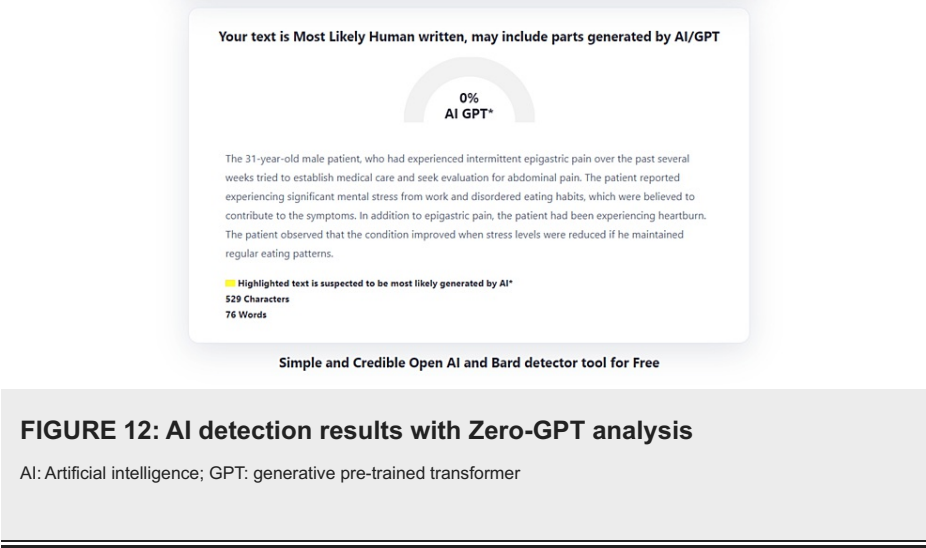 Your text is Most Likely Human written, may include parts generated by AI/GPT
0%
AI GPT*
The 31-year-old male patient, who had experienced intermittent epigastric pain over the past several
weeks tried to establish medical care and seek evaluation for abdominal pain. The patient reported
experiencing significant mental stress from work and disordered eating habits, which were believed to
contribute to the symptoms. In addition to epigastric pain, the patient had been experiencing heartburn.
The patient observed that the condition improved when stress levels were reduced if he maintained
regular eating patterns.
Highlighted text is suspected to be most likely generated by AI*
529 Characters
76 Words
Simple and Credible Open AI and Bard detector tool for Free
FIGURE 12: AI detection results with Zero-GPT analysis
AI: Artificial intelligence; GPT: generative pre-trained transformer